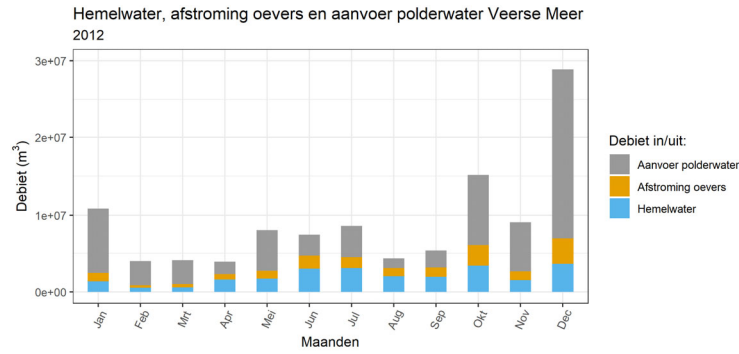 Hemelwater, afstroming oevers en aanvoer polderwater Veerse Meer
2012
3e+07
2e+07
1e+07
0e+00
Debiet (m³)
Jan Feb Mrt Apr Mei Jun Jul Aug Sep Okt Nov Dec
Maanden
Debiet in/uit:
Aanvoer polderwater
Afstroming oevers
Hemelwater